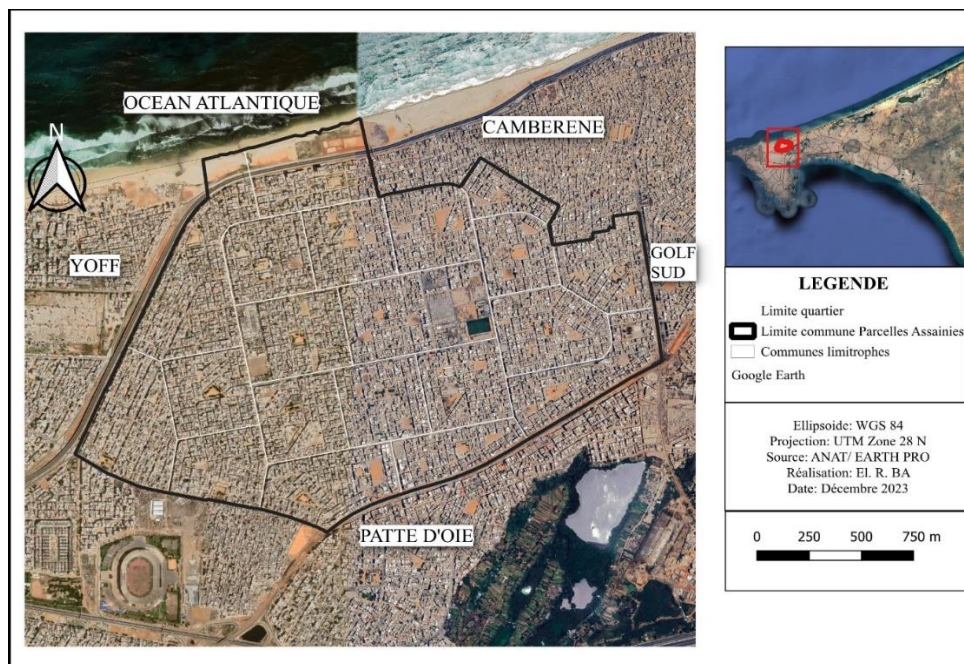 OCEAN ATLANTIQUE
CAMBERENE
N
YOFF
GOLF
SUD
PATTE D'OIE
LEGENDE
Limite quartier
Limite commune Parcelles Assainies
Communes limitrophes
Google Earth
Ellipsoide: WGS 84
Projection: UTM Zone 28 N
Source: ANAT/ EARTH PRO
Réalisation: El. R. BA
Date: Décembre 2023
0 250 500 750 m